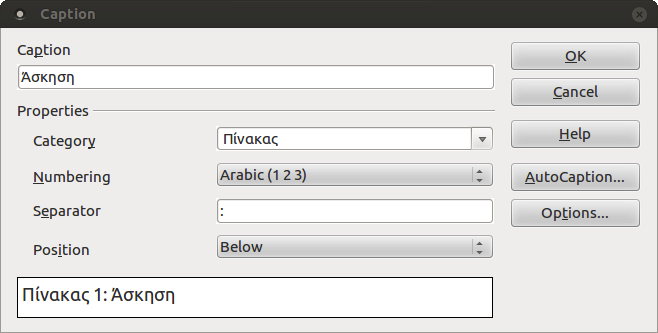 Caption
Caption
Άσκηση
Properties
Category Πίνακας
Numbering Arabic (1 2 3)
Separator :
Position Below
Πίνακας 1: Άσκηση
OK
Cancel
Help
AutoCaption...
Options...